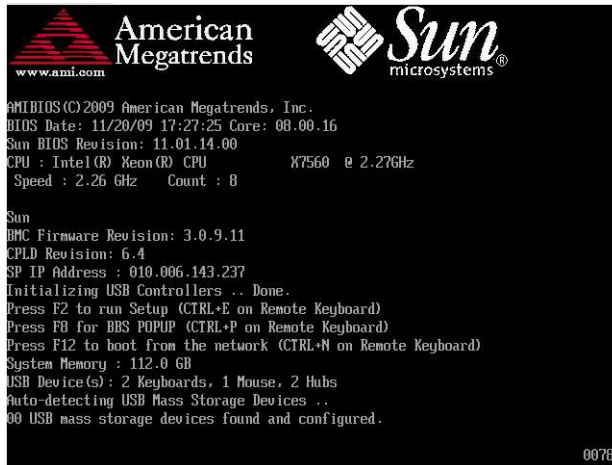 American
Megatrends
www.ami.com
Sun
microsystems
AMIBIOS(C)2009 American Megatrends, Inc.
BIOS Date: 11/20/09 17:27:25 Core: 08.00.16
Sun BIOS Revision: 11.01.14.00
CPU : Intel(R) Xeon(R) CPU X7560 @ 2.27GHz
Speed : 2.26 GHz Count : 8
Sun
BMC Firmware Revision: 3.0.9.11
CPLD Revision: 6.4
SP IP Address : 010.006.143.237
Initializing USB Controllers .. Done.
Press F2 to run Setup (CTRL+E on Remote Keyboard)
Press F8 for BBS POPUP (CTRL+P on Remote Keyboard)
Press F12 to boot from the network (CTRL+N on Remote Keyboard)
System Memory : 112.0 GB
USB Device(s): 2 Keyboards, 1 Mouse, 2 Hubs
Auto-detecting USB Mass Storage Devices ..
00 USB mass storage devices found and configured.
0078